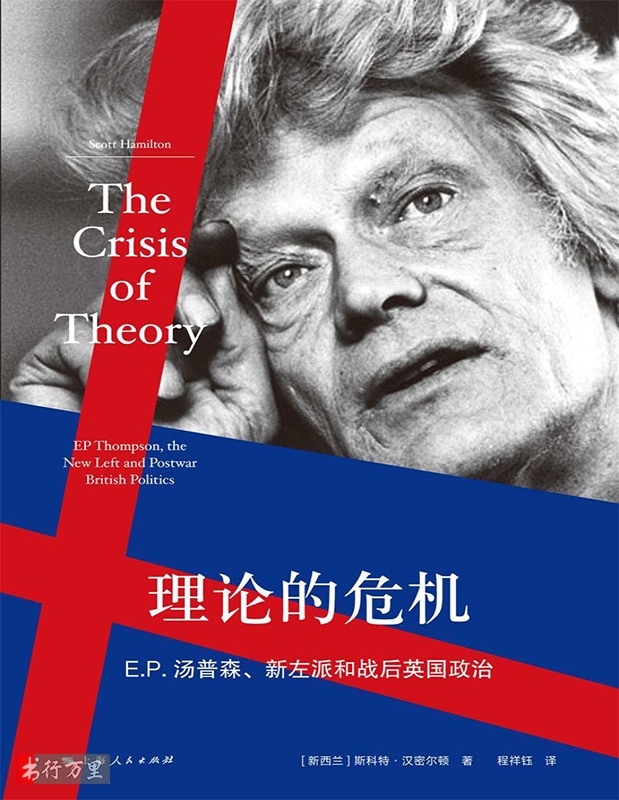 Scott Hamilton
The
Crisis
of
Theory
EP Thompson, the
New Left and Postwar
British Politics
理论的危机
E.P. 汤普森、新左派和战后英国政治
人民出版社
[新西兰] 斯科特·汉密尔顿 著 程祥钰 译
书行万里